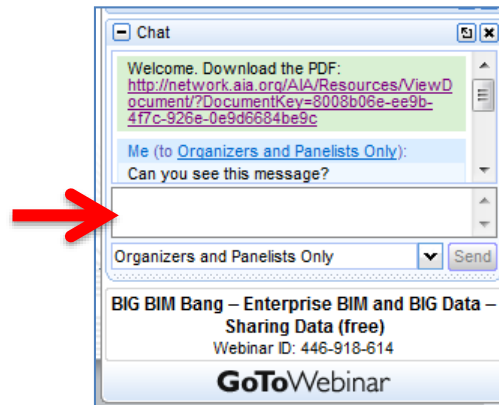 Chat
Welcome. Download the PDF:
http://network.aia.org/AIA/Resources/ViewD
ocument/?DocumentKey=8008b06e-ee9b-
4f7c-926e-0e9d6684be9c
Me (to Organizers and Panelists Only):
Can you see this message?
Organizers and Panelists Only
Send
BIG BIM Bang – Enterprise BIM and BIG Data –
Sharing Data (free)
Webinar ID: 446-918-614
GoToWebinar